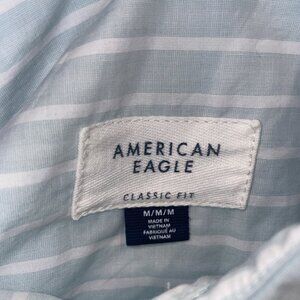 AMERICAN
EAGLE
CLASSIC FIT
M/M/M
MADE IN
VIETNAM
FABRIQUÉ AU
VIETNAM